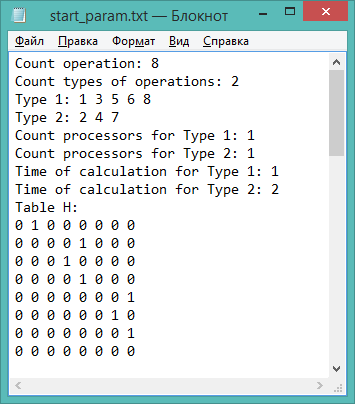 start_param.txt — Блокнот
Файл Правка Формат Вид Справка
Count operation: 8
Count types of operations: 2
Type 1: 1 3 5 6 8
Type 2: 2 4 7
Count processors for Type 1: 1
Count processors for Type 2: 1
Time of calculation for Type 1: 1
Time of calculation for Type 2: 2
Table H:
0 1 0 0 0 0 0 0
0 0 0 0 1 0 0 0
0 0 0 1 0 0 0 0
0 0 0 0 1 0 0 0
0 0 0 0 0 0 0 1
0 0 0 0 0 0 1 0
0 0 0 0 0 0 0 1
0 0 0 0 0 0 0 0